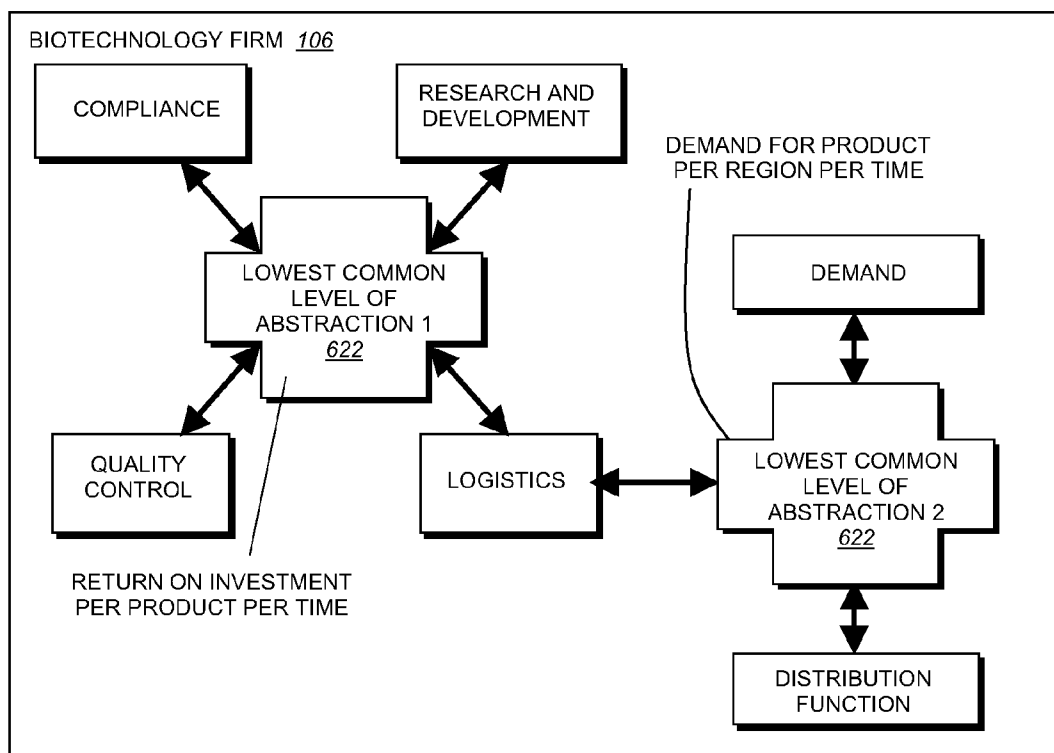 BIOTECHNOLOGY FIRM 106
COMPLIANCE
RESEARCH AND
DEVELOPMENT
DEMAND FOR PRODUCT
PER REGION PER TIME
LOWEST COMMON
LEVEL OF
ABSTRACTION 1
622
DEMAND
QUALITY
CONTROL
LOGISTICS
LOWEST COMMON
LEVEL OF
ABSTRACTION 2
622
RETURN ON INVESTMENT
PER PRODUCT PER TIME
DISTRIBUTION
FUNCTION